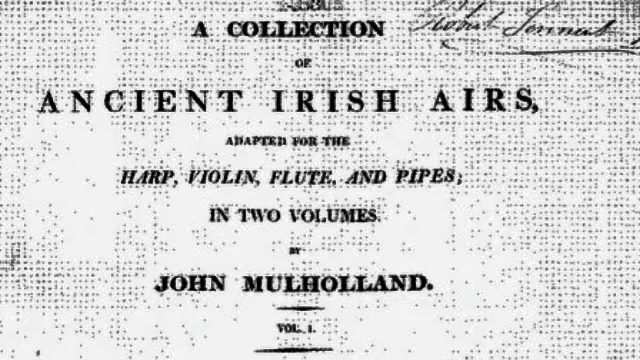 A COLLECTION
OF
ANCIENT IRISH AIRS,
ADAPTED FOR THE
HARP, VIOLIN, FLUTE, AND PIPES;
IN TWO VOLUMES.
BY
JOHN MULHOLLAND.
VOL. I.